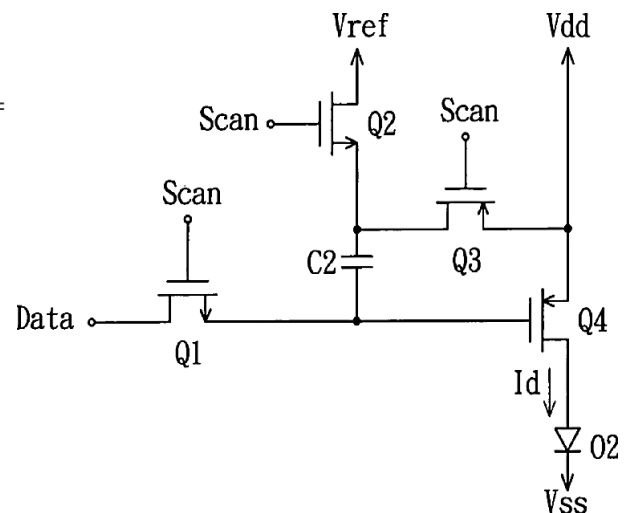 Vref
Vdd
Scan
Q2
Scan
Scan
C2
Q3
Data
Q1
Q4
Id
O2
Vss